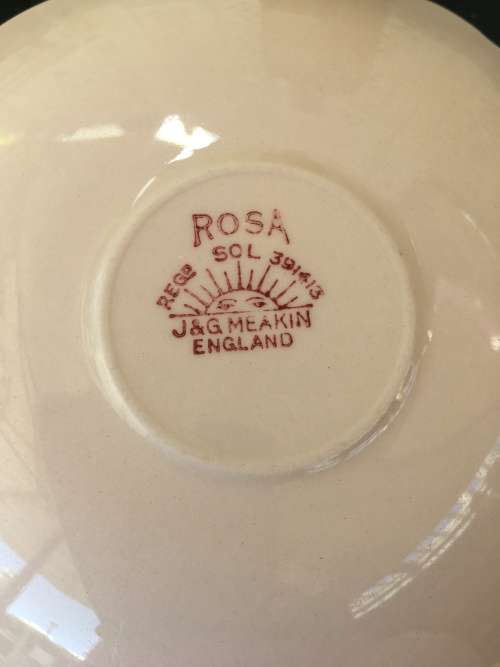 ROSA
SOL
REGD 391413
J&G MEAKIN
ENGLAND